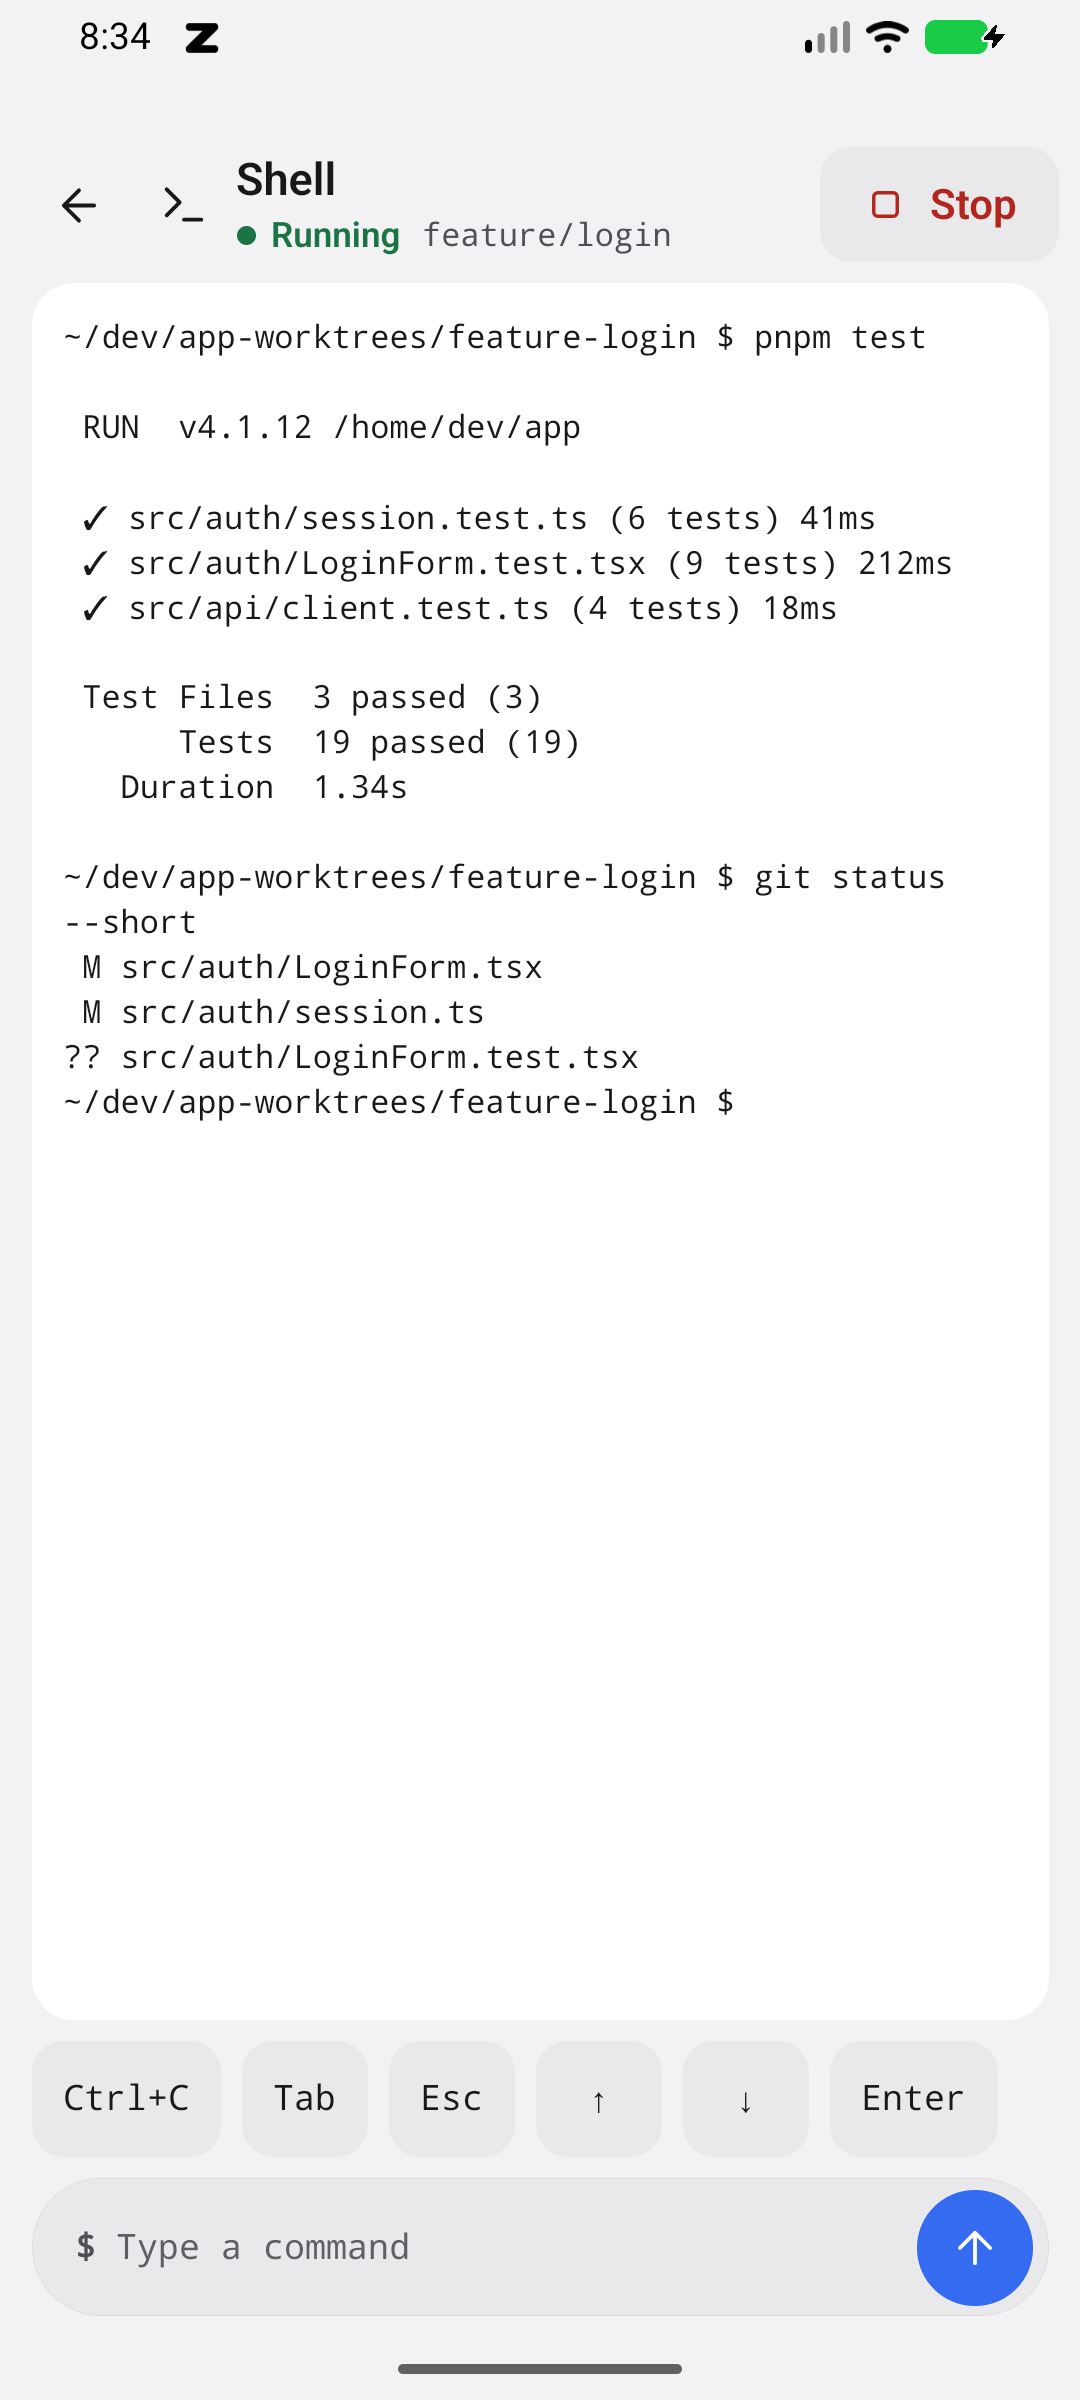 8:34
Shell
Running feature/login
Stop
~/dev/app-worktrees/feature-login $ pnpm test
RUN  v4.1.12 /home/dev/app
✓ src/auth/session.test.ts (6 tests) 41ms
✓ src/auth/LoginForm.test.tsx (9 tests) 212ms
✓ src/api/client.test.ts (4 tests) 18ms
Test Files  3 passed (3)
Tests  19 passed (19)
Duration  1.34s
~/dev/app-worktrees/feature-login $ git status
--short
M src/auth/LoginForm.tsx
M src/auth/session.ts
?? src/auth/LoginForm.test.tsx
~/dev/app-worktrees/feature-login $
Ctrl+C Tab Esc ↑ ↓ Enter
$ Type a command